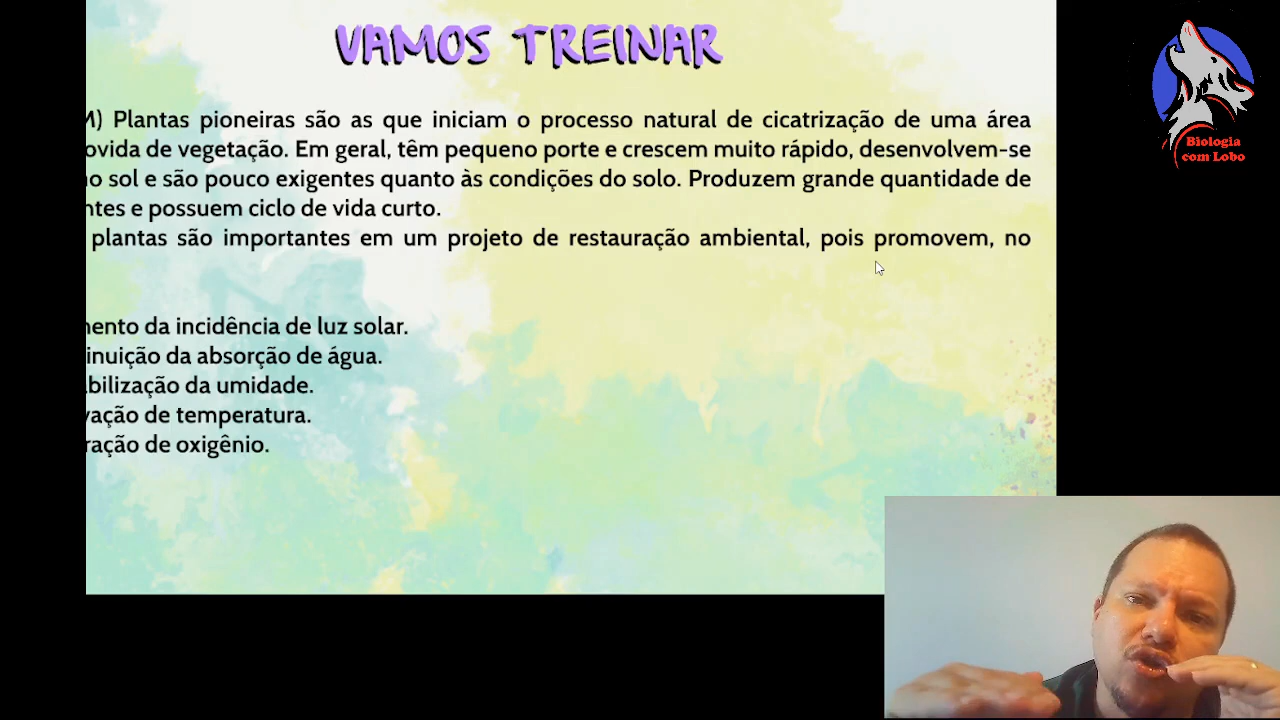 VAMOS TREINAR
M) Plantas pioneiras são as que iniciam o processo natural de cicatrização de uma área
ovida de vegetação. Em geral, têm pequeno porte e crescem muito rápido, desenvolvem-se
no sol e são pouco exigentes quanto às condições do solo. Produzem grande quantidade de
ntes e possuem ciclo de vida curto.
plantas são importantes em um projeto de restauração ambiental, pois promovem, no
mento da incidência de luz solar.
inuição da absorção de água.
abilização da umidade.
vação de temperatura.
ração de oxigênio.
Biologia
com Lobo